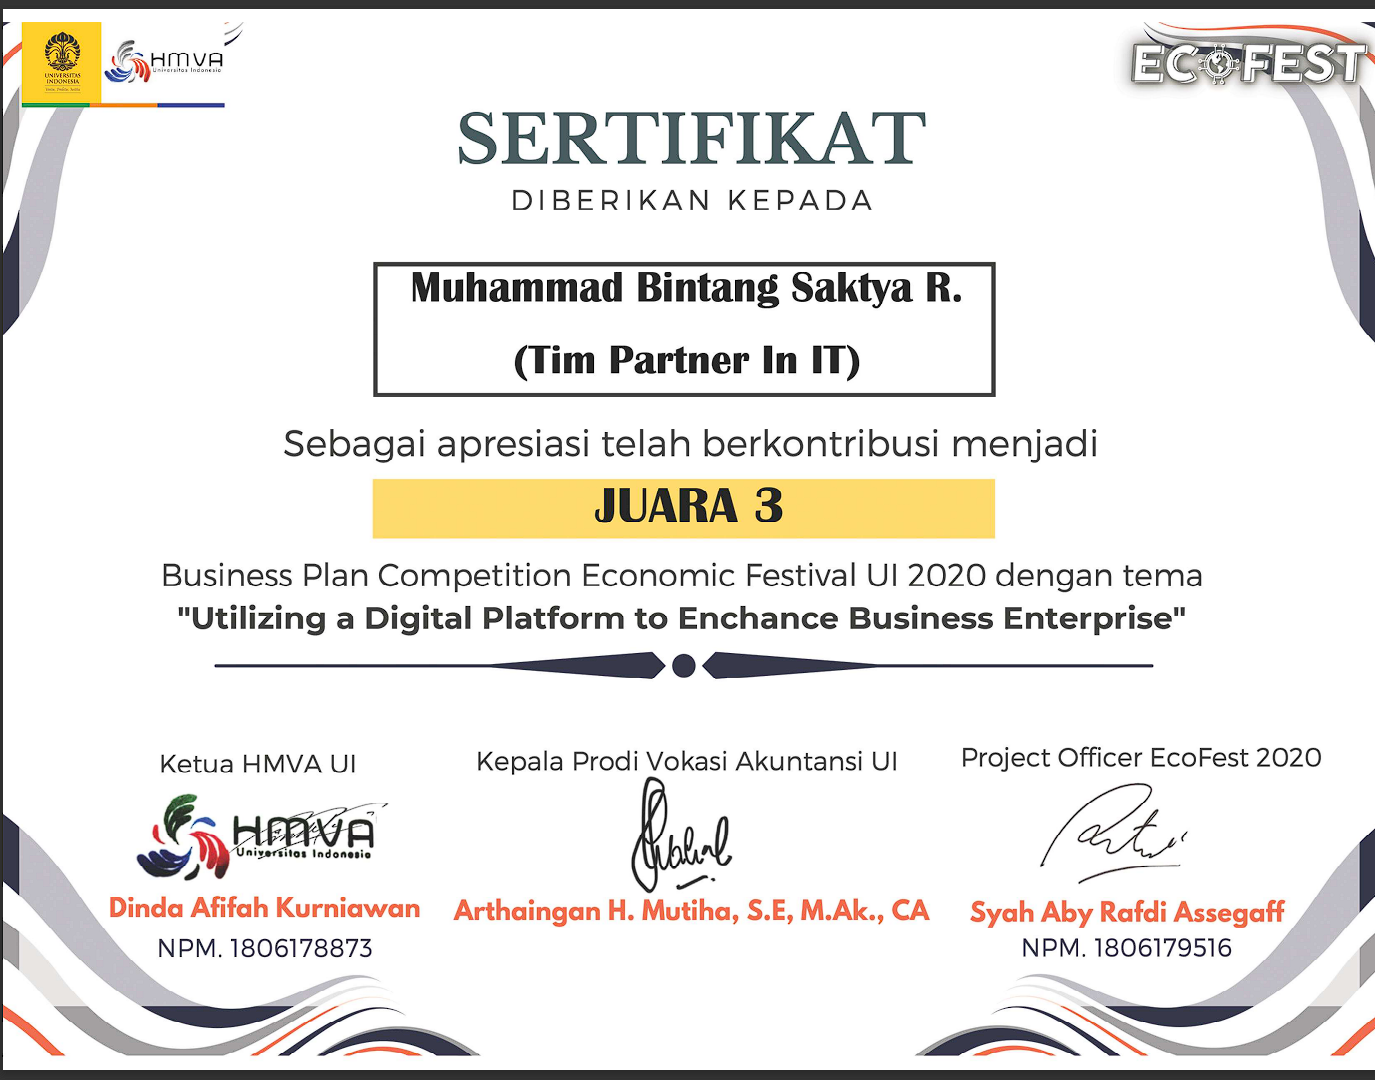 UNIVERSITAS
INDONESIA
HMVA
Universitas Indonesia
ECOFEST
SERTIFIKAT
DIBERIKAN KEPADA
Muhammad Bintang Saktya R.
(Tim Partner In IT)
Sebagai apresiasi telah berkontribusi menjadi
JUARA 3
Business Plan Competition Economic Festival UI 2020 dengan tema
"Utilizing a Digital Platform to Enchance Business Enterprise"
Ketua HMVA UI
Kepala Prodi Vokasi Akuntansi UI
Project Officer EcoFest 2020
HMVA
Universitas Indonesia
Dinda Afifah Kurniawan
Arthaingan H. Mutiha, S.E, M.Ak., CA
Syah Aby Rafdi Assegaff
NPM. 1806178873
NPM. 1806179516